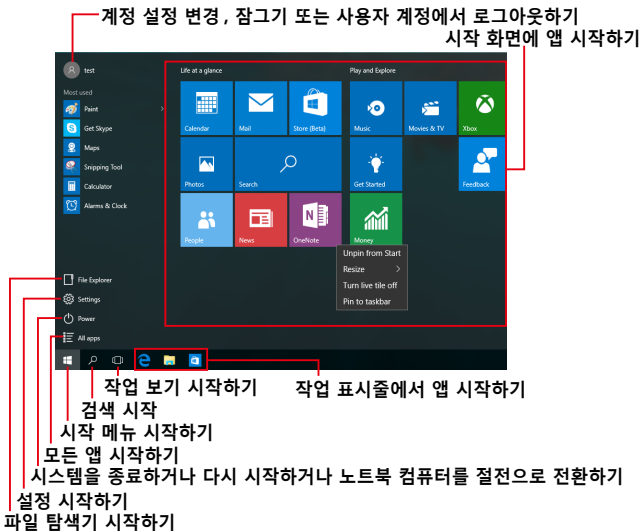 계정 설정 변경, 잠그기 또는 사용자 계정에서 로그아웃하기
시작 화면에 앱 시작하기
test
Life at a glance
Play and Explore
Most used
Paint
Get Skype
Maps
Snipping Tool
Calculator
Alarms & Clock
Calendar
Mail
Store (Beta)
Music
Movies & TV
Xbox
Photos
Search
Get Started
Feedback
People
News
OneNote
Money
Unpin from Start
Resize
Turn live tile off
Pin to taskbar
File Explorer
Settings
Power
All apps
작업 보기 시작하기
작업 표시줄에서 앱 시작하기
검색 시작
시작 메뉴 시작하기
모든 앱 시작하기
시스템을 종료하거나 다시 시작하거나 노트북 컴퓨터를 절전으로 전환하기
설정 시작하기
파일 탐색기 시작하기